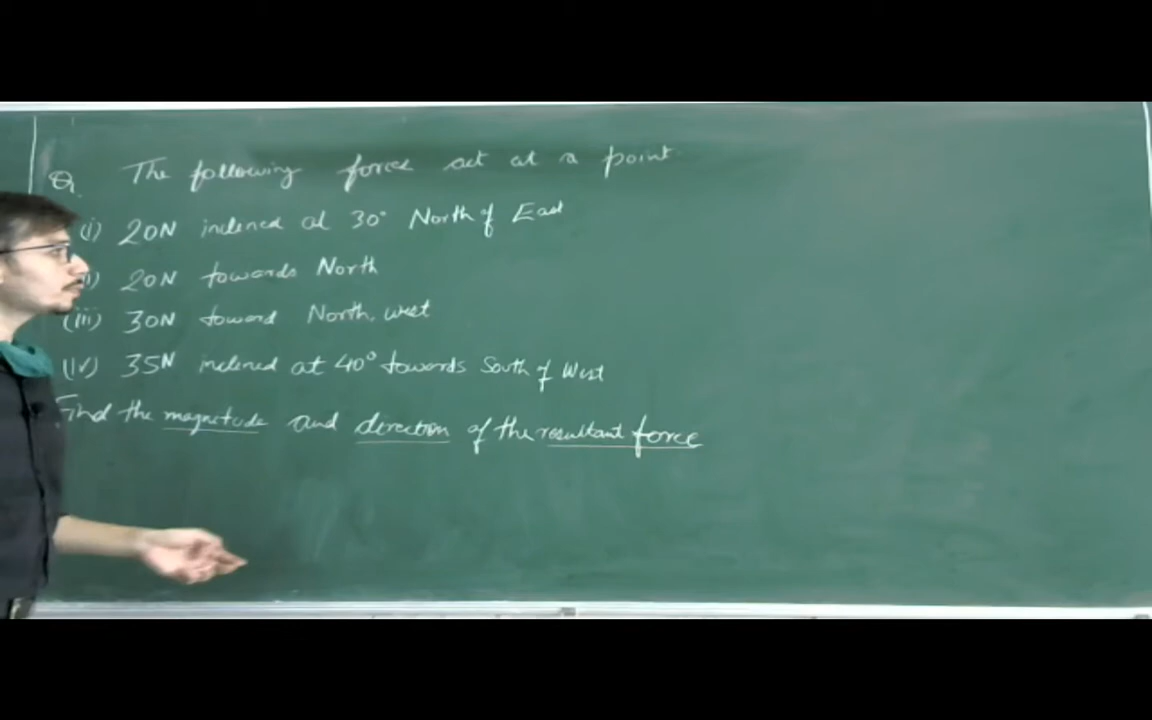 Q. The following forces act at a point.
(i) 20N inclined at 30° North of East
(ii) 20N towards North
(iii) 30N toward North west
(iv) 35N inclined at 40° towards South of West
Find the magnitude and direction of the resultant force